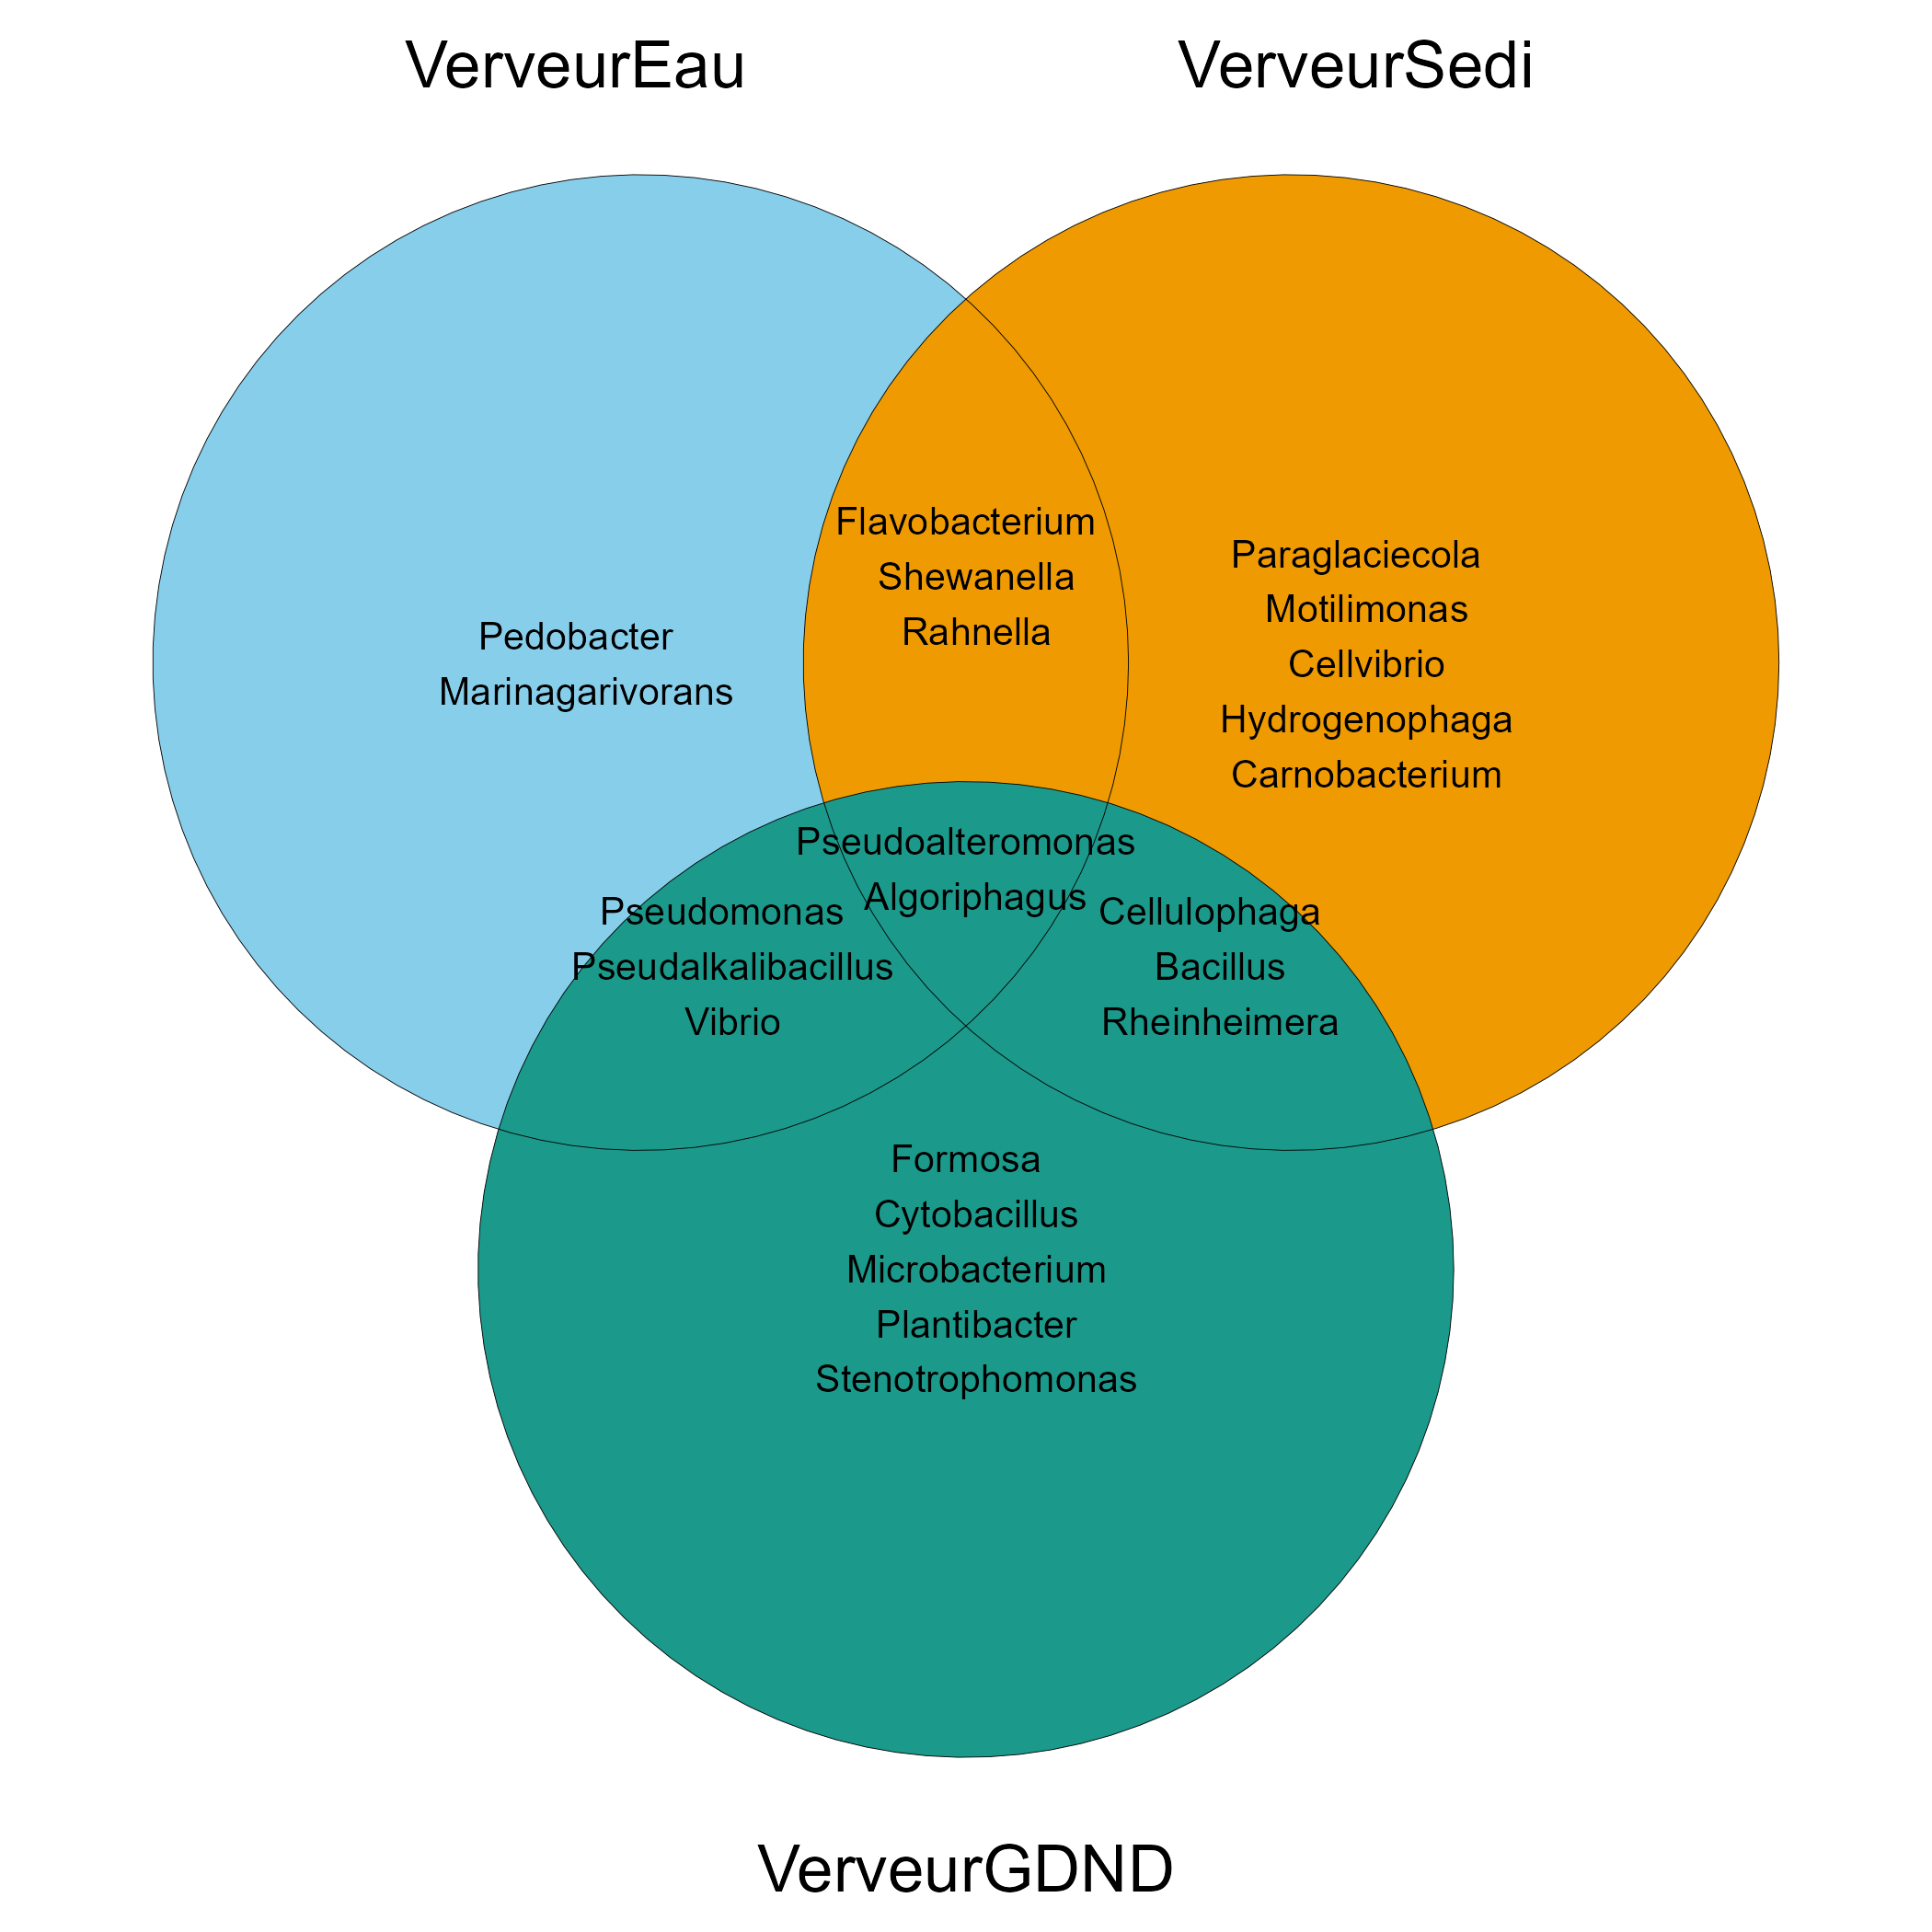 VerveurEau
VerveurSedi
Flavobacterium
Shewanella
Rahnella
Paraglaciecola
Motilimonas
Cellvibrio
Hydrogenophaga
Carnobacterium
Pedobacter
Marinagarivorans
Pseudoalteromonas
Algoriphagus
Pseudomonas
Pseudalkalibacillus
Vibrio
Cellulophaga
Bacillus
Rheinheimera
Formosa
Cytobacillus
Microbacterium
Plantibacter
Stenotrophomonas
VerveurGDND